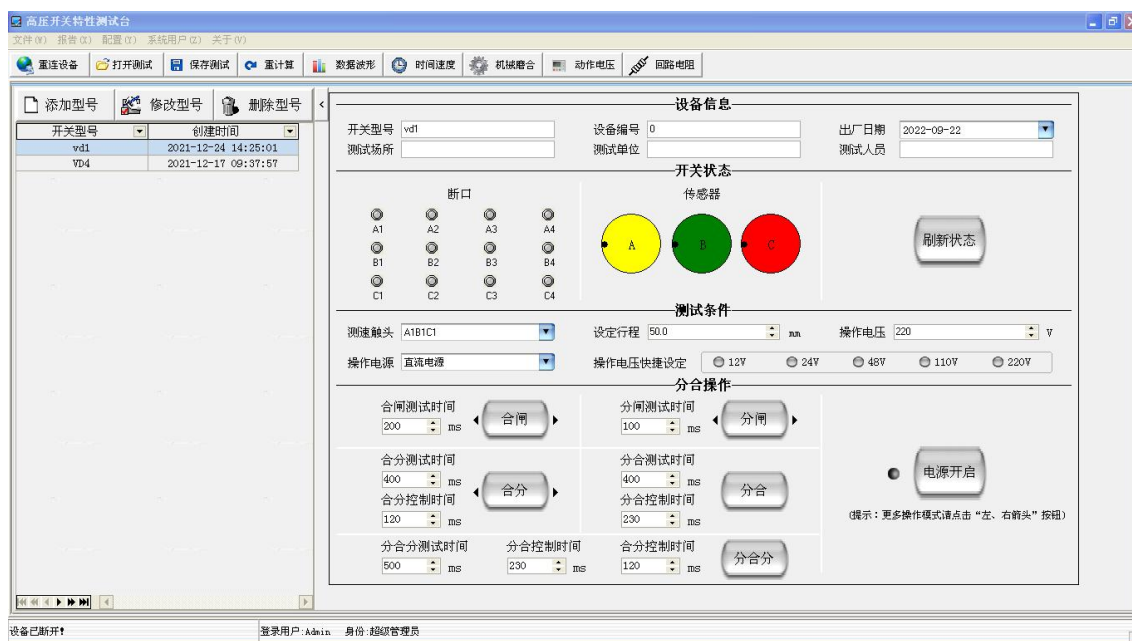 高压开关特性测试台
文件(W) 报告(X) 配置(Y) 系统用户(Z) 关于(V)
重连设备 打开测试 保存测试 重计算 数据波形 时间速度 机械磨合 动作电压 回路电阻
添加型号 修改型号 删除型号
开关型号 创建时间
vd1 2021-12-24 14:25:01
VD4 2021-12-17 09:37:57
设备信息
开关型号 vd1 设备编号 0 出厂日期 2022-09-22
测试场所 测试单位 测试人员
开关状态
断口 传感器
A1 A2 A3 A4
B1 B2 B3 B4
C1 C2 C3 C4
A B C
刷新状态
测试条件
测速触头 A1B1C1 设定行程 50.0 mm 操作电压 220 V
操作电源 直流电源 操作电压快捷设定 12V 24V 48V 110V 220V
分合操作
合闸测试时间 分闸测试时间
200 ms 合闸 100 ms 分闸
合分测试时间 分合测试时间
400 ms 合分 400 ms 分合 电源开启
合分控制时间 分合控制时间
120 ms 230 ms
(提示：更多操作模式请点击“左、右箭头”按钮)
分合分测试时间 分合控制时间 合分控制时间
500 ms 230 ms 120 ms 分合分
设备已断开! 登录用户:Admin 身份:超级管理员